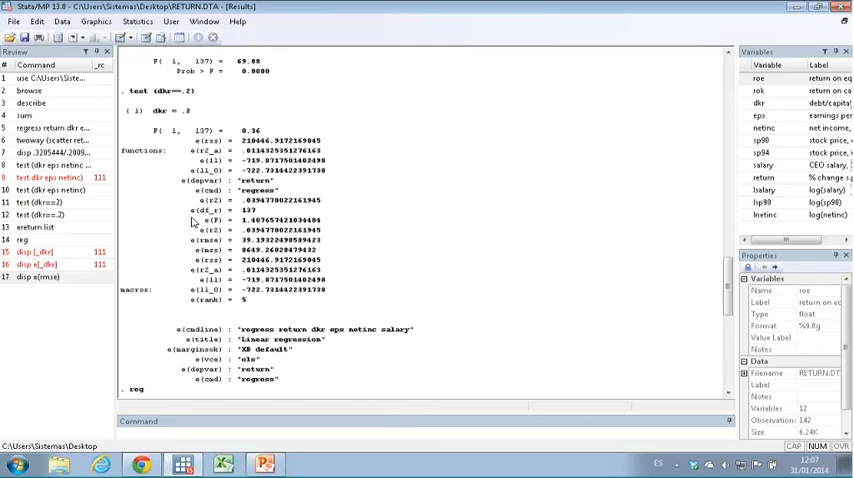 Stata/MP 13.0 - C:\Users\Sistemas\Desktop\RETURN.DTA - [Results]
File Edit Data Graphics Statistics User Window Help
Review
# Command _rc
1 use C:\Users\Siste...
2 browse
3 describe
4 sum
5 regress return dkr e...
6 twoway (scatter ret...
7 disp .3205444/.2009...
8 test (dkr eps netinc)
9 test dkr eps netinc) 111
10 test (dkr eps netinc)
11 test (dkr==2)
12 test (dkr==.2)
13 ereturn list
14 reg
15 disp [_dkr] 111
16 disp e[_dkr] 111
17 disp e(rmse)
F( 1, 137) = 69.88
Prob > F = 0.0000
. test (dkr==.2)
( 1) dkr = .2
F( 1, 137) = 0.36
e(rss) = 210446.9172169045
functions: e(r2_a) = .0114325351276163
e(ll) = -719.8717501402498
e(ll_0) = -722.7314422391738
e(depvar) : "return"
e(cmd) : "regress"
e(r2) = .0394770022161945
e(df_r) = 137
e(F) = 1.407657421034484
e(r2) = .0394770022161945
e(rmse) = 39.19322498589423
e(mss) = 8649.26028479432
e(rss) = 210446.9172169045
e(r2_a) = .0114325351276163
e(ll) = -719.8717501402498
macros: e(ll_0) = -722.7314422391738
e(rank) = 5
e(cmdline) : "regress return dkr eps netinc salary"
e(title) : "Linear regression"
e(marginsok) : "XB default"
e(vce) : "ols"
e(depvar) : "return"
e(cmd) : "regress"
. reg
Command
C:\Users\Sistemas\Desktop
Variables
Variable Label
roe return on eq
rok return on ca
dkr debt/capital
eps earnings per
netinc net income,
sp90 stock price,
sp94 stock price,
salary CEO salary,
return % change s
lsalary log(salary)
lsp90 log(sp90)
lnetinc log(netinc)
Properties
Variables
Name roe
Label return on ec
Type float
Format %9.0g
Value Label
Notes
Data
Filename RETURN.DT
Label
Notes
Variables 12
Observation: 142
Size 6.24K
CAP NUM OVR
ES
12:07
31/01/2014